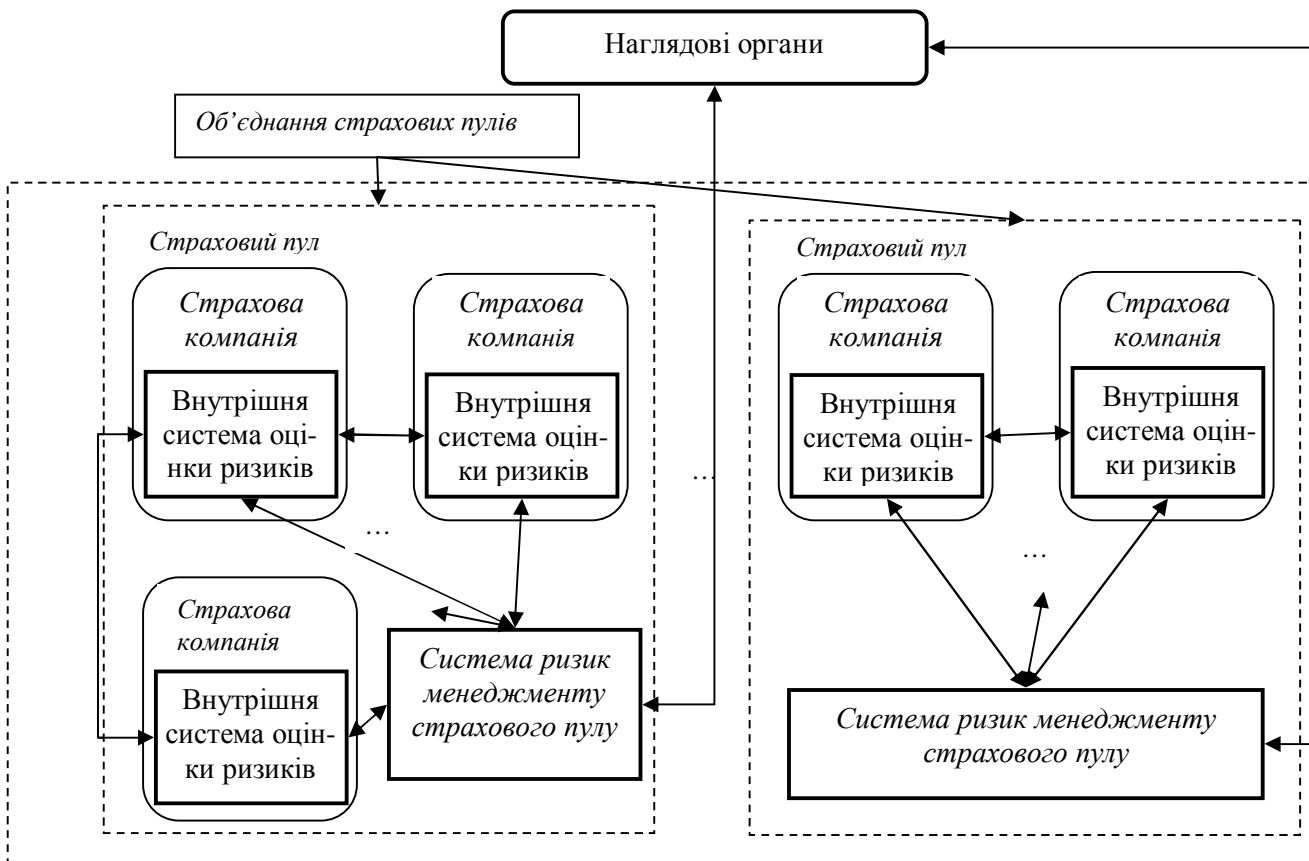 Наглядові органи
Об’єднання страхових пулів
Страховий пул
Страхова
компанія
Внутрішня
система оці-
нки ризиків
Страхова
компанія
Внутрішня
система оцін-
ки ризиків
…
Страхова
компанія
Внутрішня
система оцін-
ки ризиків
Система ризик
менеджменту
страхового пулу
…
Страховий пул
Страхова
компанія
Внутрішня
система оцін-
ки ризиків
Страхова
компанія
Внутрішня
система оцін-
ки ризиків
…
Система ризик менеджменту
страхового пулу